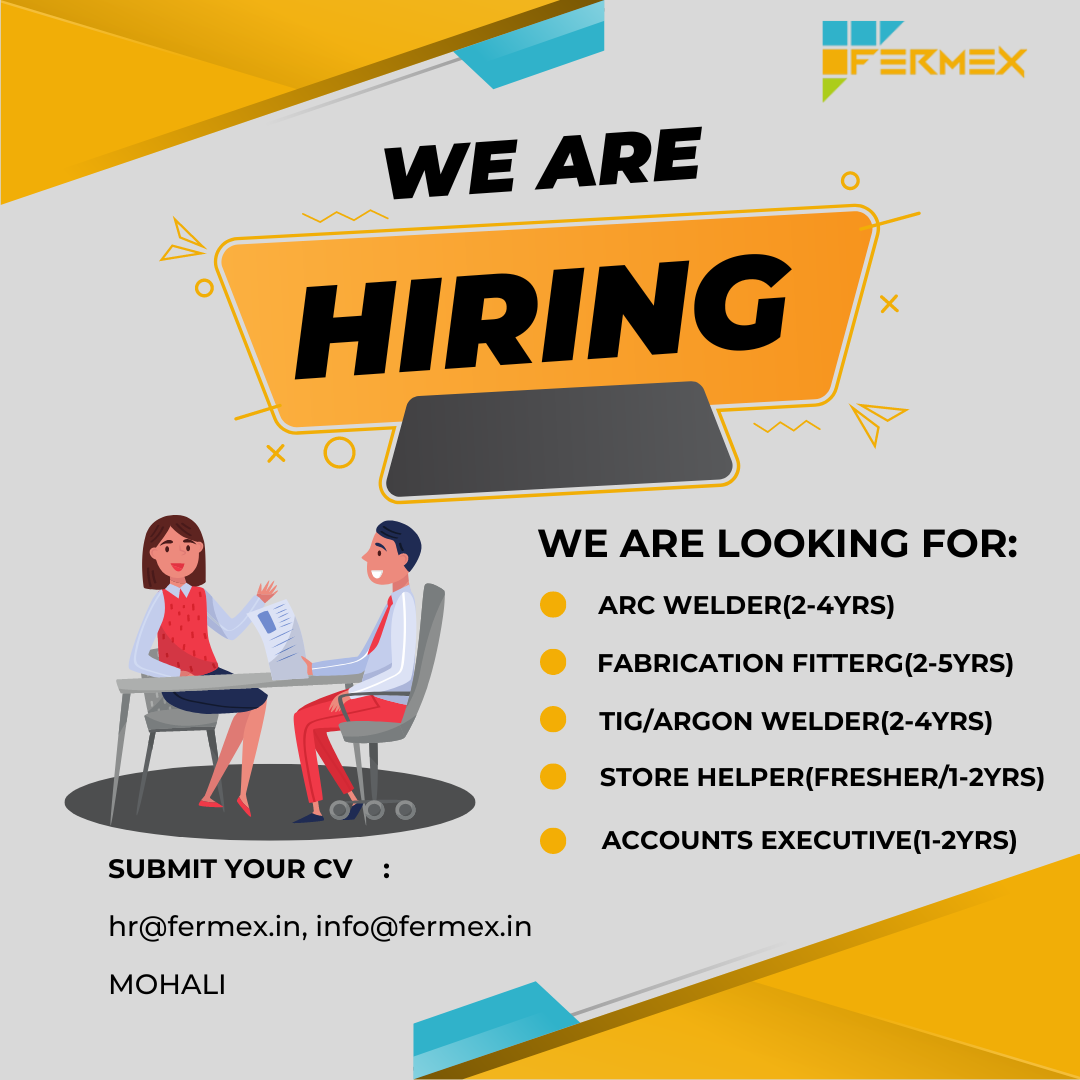 FERMEX
WE ARE
HIRING
WE ARE LOOKING FOR:
ARC WELDER(2-4YRS)
FABRICATION FITTERG(2-5YRS)
TIG/ARGON WELDER(2-4YRS)
STORE HELPER(FRESHER/1-2YRS)
ACCOUNTS EXECUTIVE(1-2YRS)
SUBMIT YOUR CV :
hr@fermex.in, info@fermex.in
MOHALI